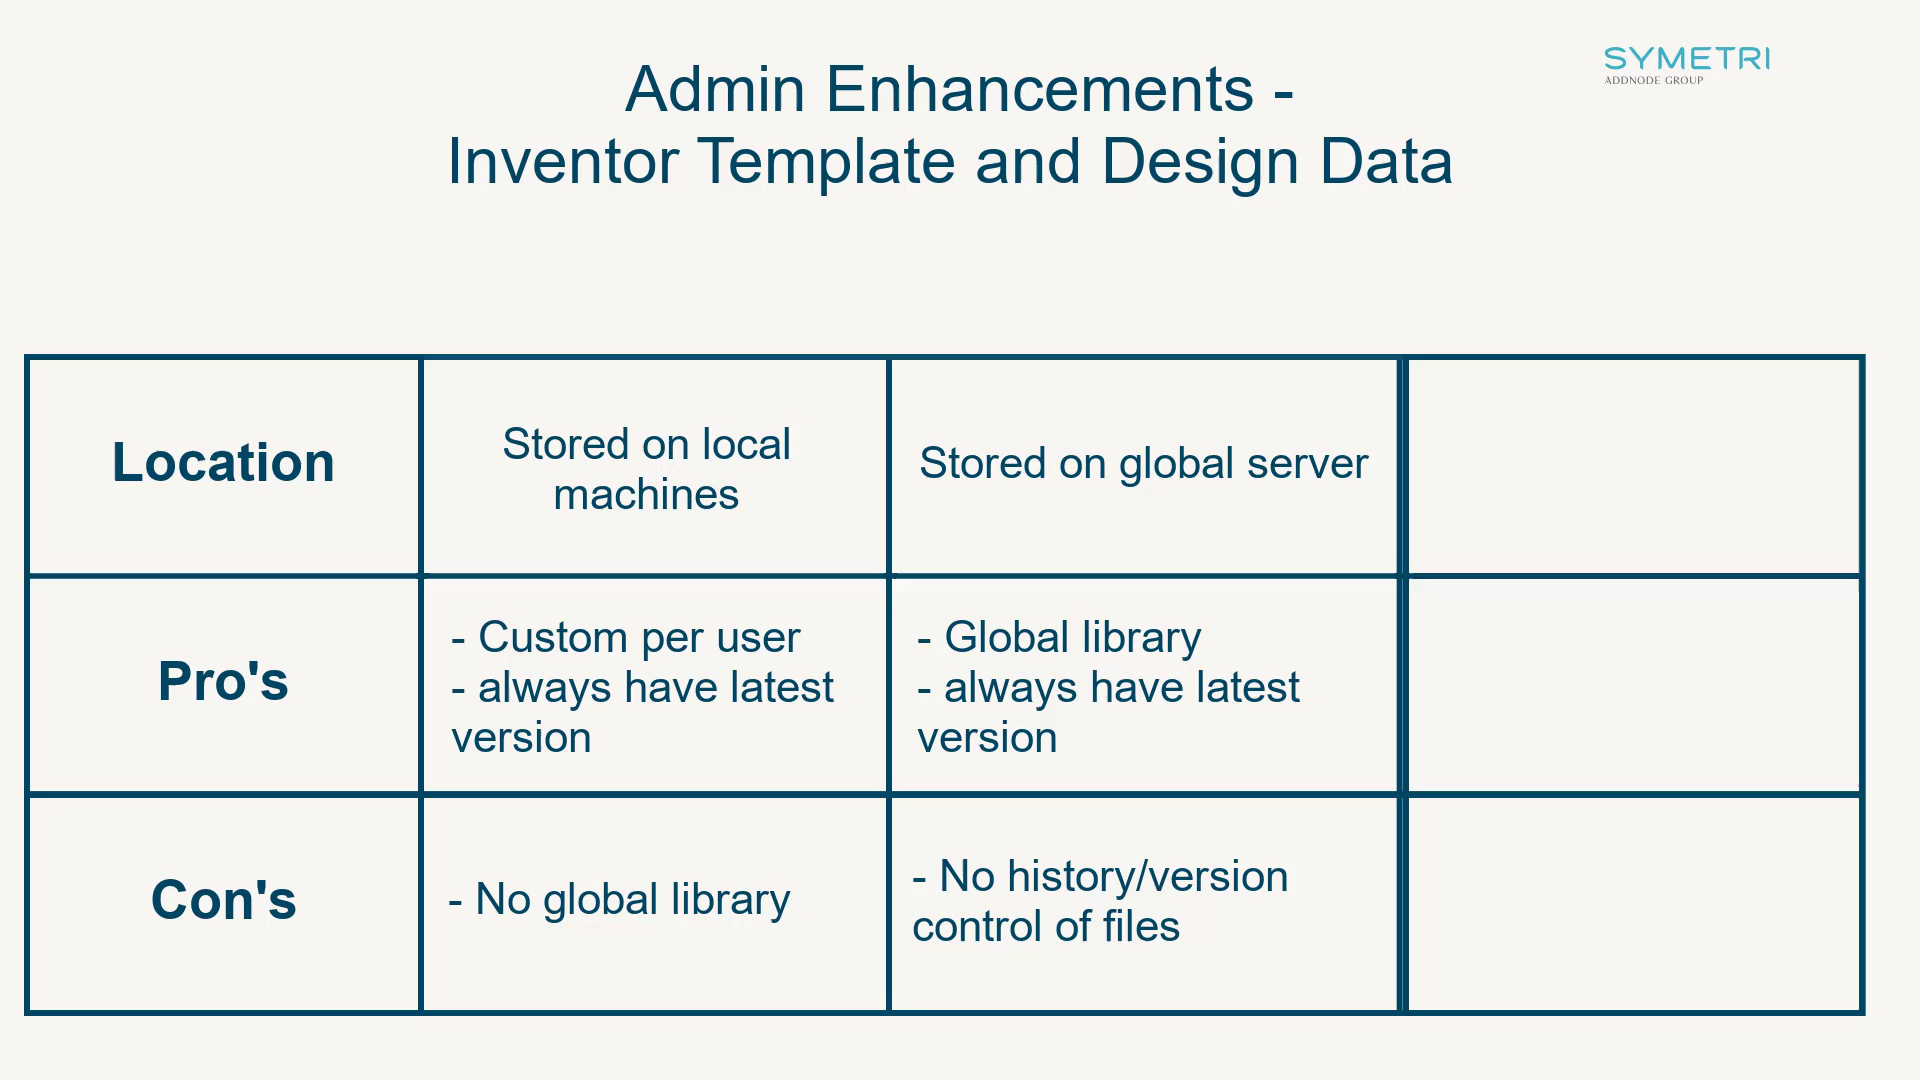 SYMETRI
ADDNODE GROUP
Admin Enhancements -
Inventor Template and Design Data
Location
Stored on local
machines
Stored on global server
Pro's
- Custom per user
- always have latest
version
- Global library
- always have latest
version
Con's
- No global library
- No history/version
control of files